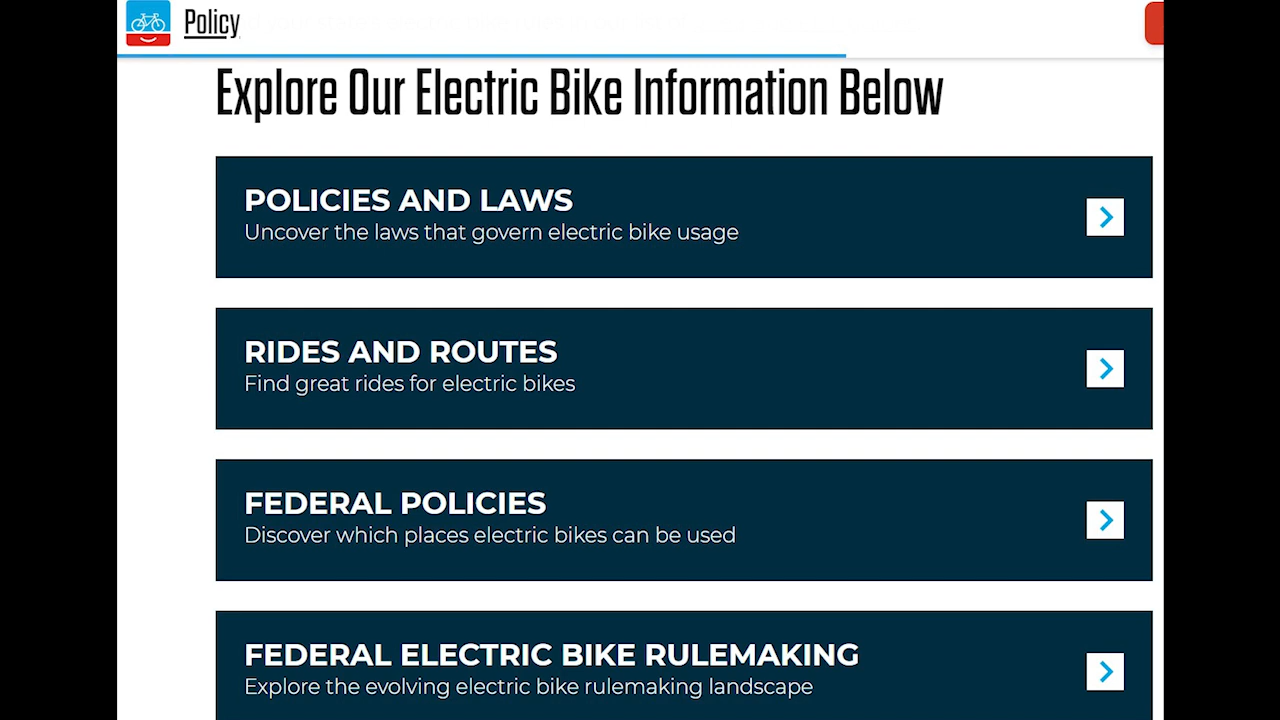 Policy
Explore Our Electric Bike Information Below
POLICIES AND LAWS
Uncover the laws that govern electric bike usage
RIDES AND ROUTES
Find great rides for electric bikes
FEDERAL POLICIES
Discover which places electric bikes can be used
FEDERAL ELECTRIC BIKE RULEMAKING
Explore the evolving electric bike rulemaking landscape